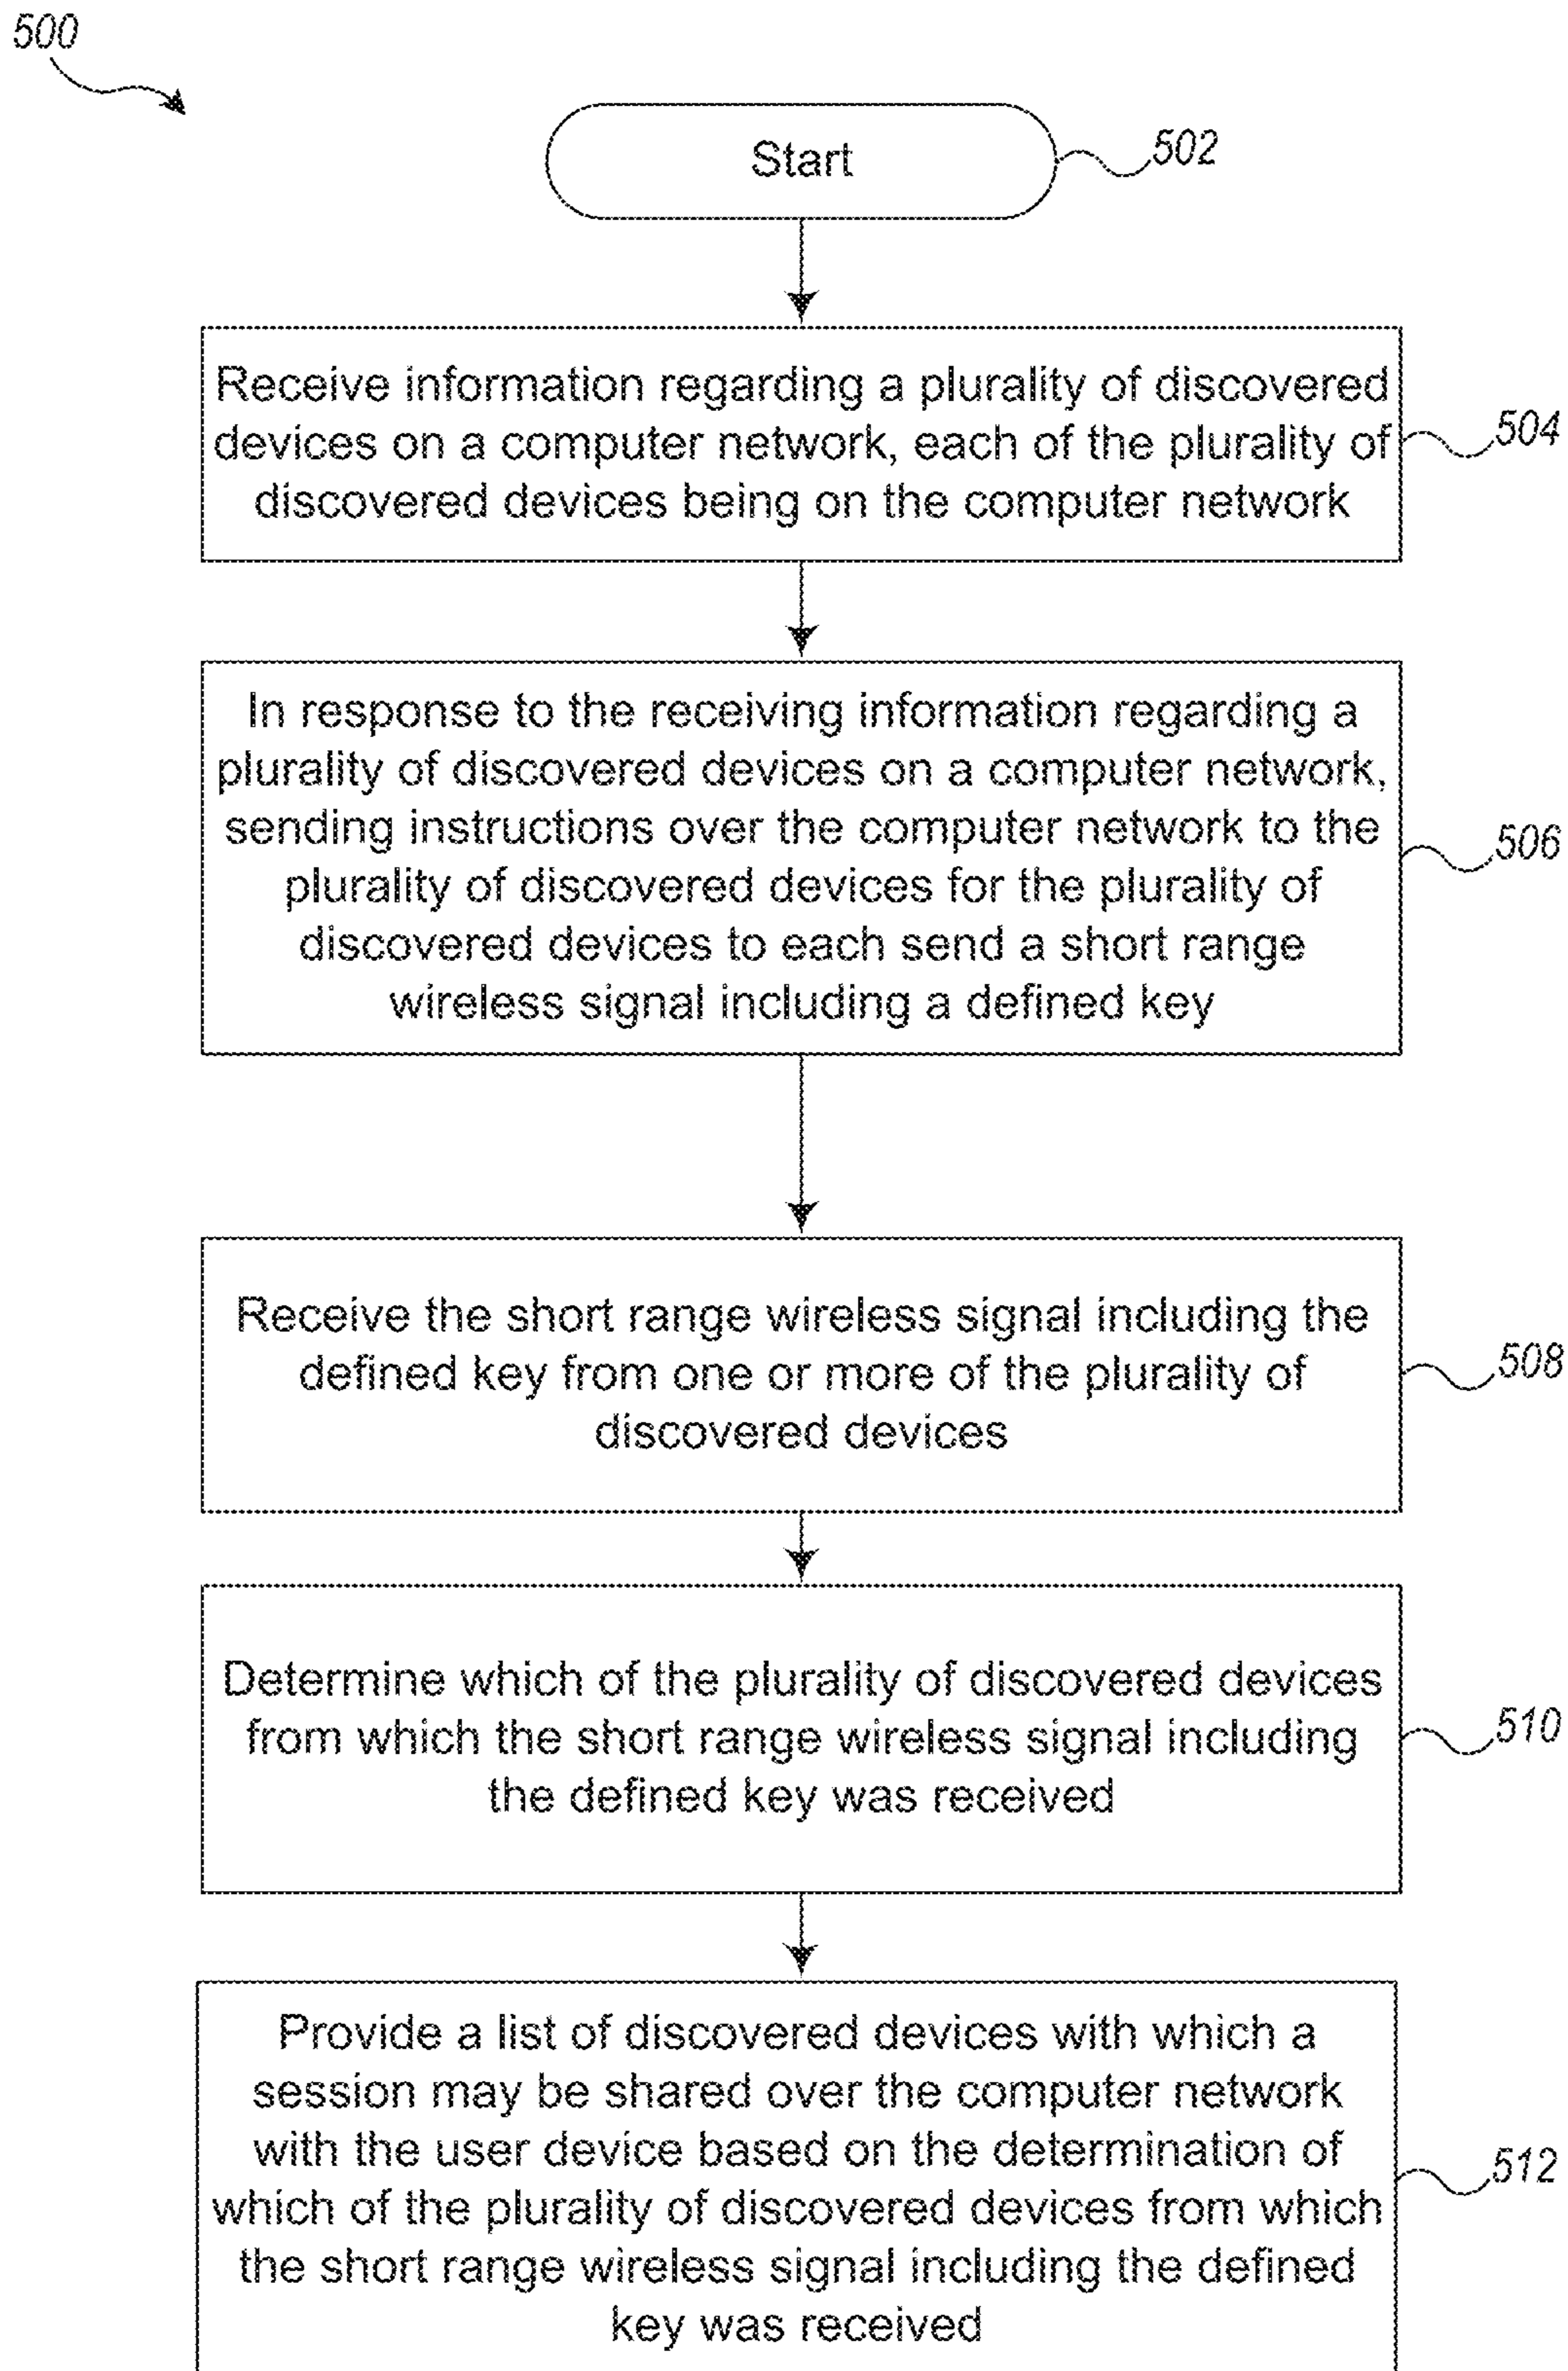 500
Start
502
Receive information regarding a plurality of discovered
devices on a computer network, each of the plurality of
discovered devices being on the computer network
504
In response to the receiving information regarding a
plurality of discovered devices on a computer network,
sending instructions over the computer network to the
plurality of discovered devices for the plurality of
discovered devices to each send a short range
wireless signal including a defined key
506
Receive the short range wireless signal including the
defined key from one or more of the plurality of
discovered devices
508
Determine which of the plurality of discovered devices
from which the short range wireless signal including
the defined key was received
510
Provide a list of discovered devices with which a
session may be shared over the computer network
with the user device based on the determination of
which of the plurality of discovered devices from which
the short range wireless signal including the defined
key was received
512